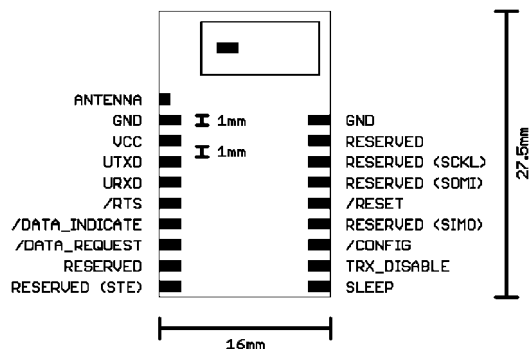 ANTENNA
GND 1mm GND
VCC RESERVED
1mm
UTXD RESERVED (SCKL)
URXD RESERVED (SOMI)
/RTS /RESET
/DATA_INDICATE RESERVED (SIMO)
/DATA_REQUEST /CONFIG
RESERVED TRX_DISABLE
RESERVED (STE) SLEEP
27.5mm
16mm